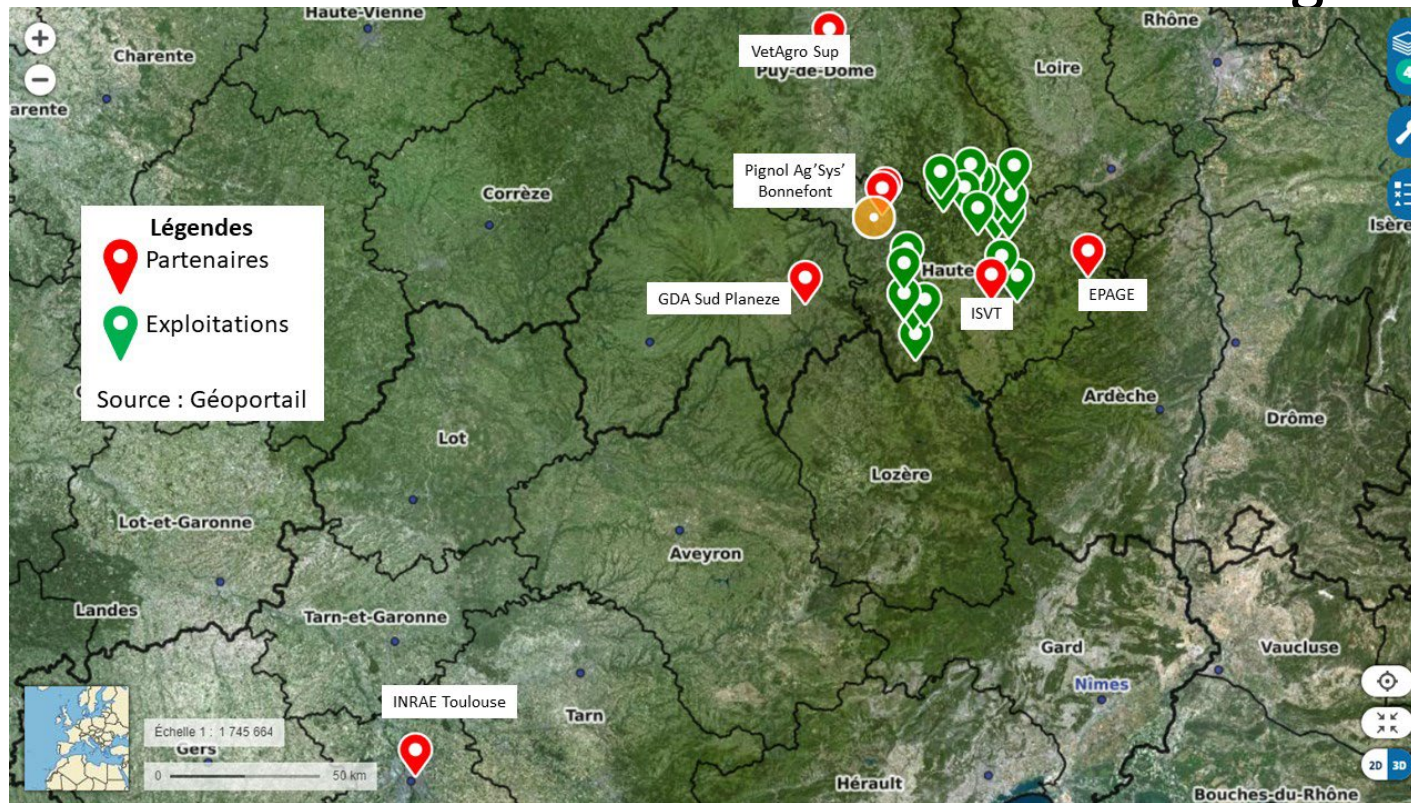 g
Haute-Vienne
Rhône
Charente
VetAgro Sup
Puy-de-Dôme
Loire
4
arente
Pignol Ag'Sys'
Bonnefont
Corrèze
Isère
Légendes
Partenaires
Exploitations
Source : Géoportail
GDA Sud Planeze
Haute
ISVT
EPAGE
Ardèche
Drôme
Lot
Lozère
Lot-et-Garonne
Aveyron
Landes
Tarn-et-Garonne
Gard
Vaucluse
Nîmes
INRAE Toulouse
Tarn
Échelle 1 : 1 745 664
Gers
0 50 km
2D 3D
Hérault
Bouches-du-Rhône